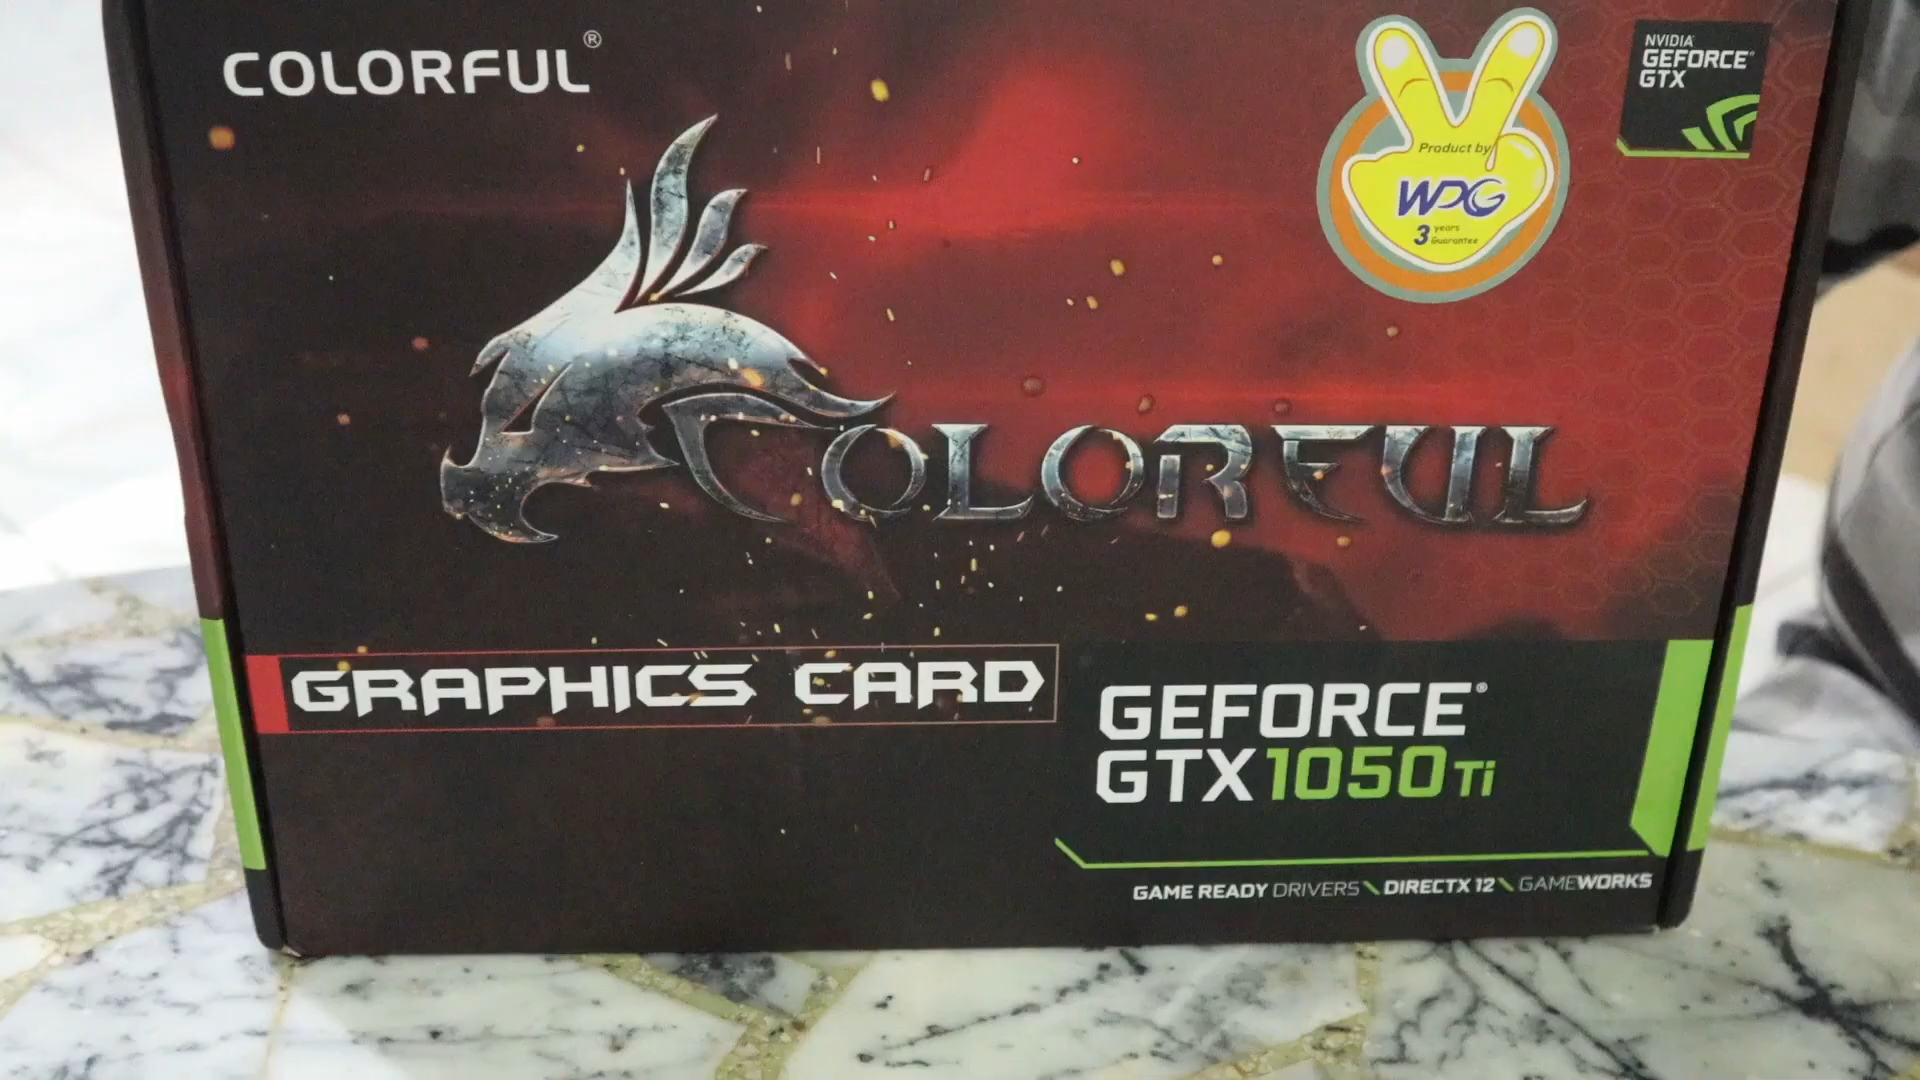 COLORFUL®
Product by
WDG
3 years Guarantee
NVIDIA
GEFORCE®
GTX
COLORFUL
GRAPHICS CARD
GEFORCE®
GTX 1050 Ti
GAME READY DRIVERS \ DIRECTX 12 \ GAMEWORKS